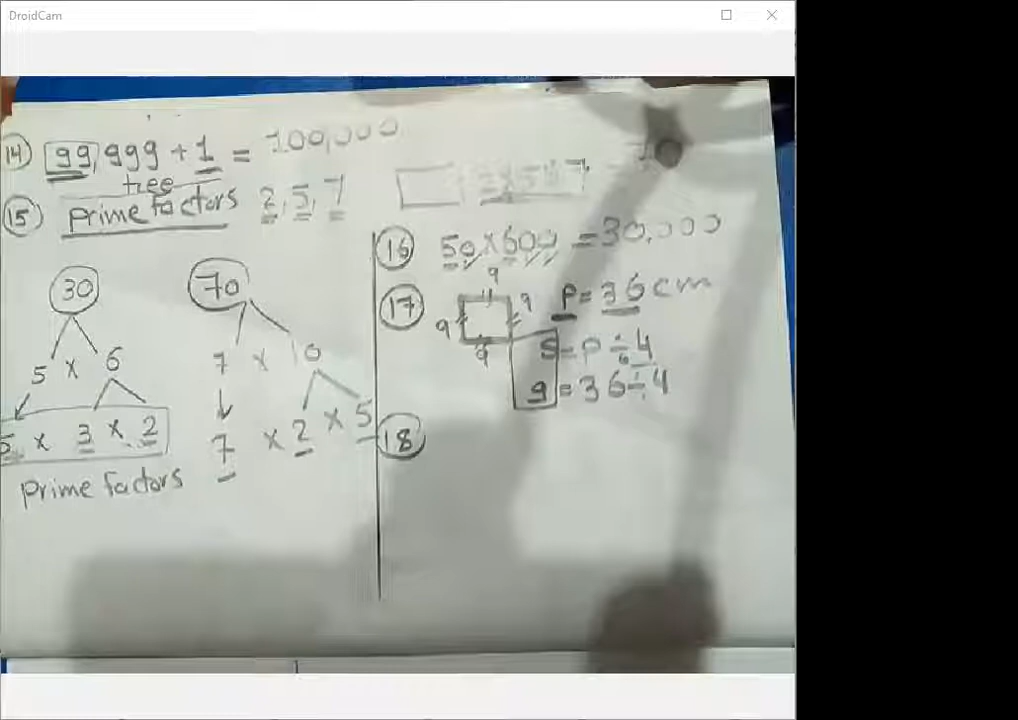 DroidCam
14 99,999 + 1 = 100,000
tree
15 prime factors 2, 5, 7
30
5 x 6
5 x 3 x 2
prime factors
70
7 x 10
7 x 2 x 5
16 50 x 600 = 30,000
17 9 9 9 9 P = 36 cm
S = P ÷ 4
9 = 36 ÷ 4
18